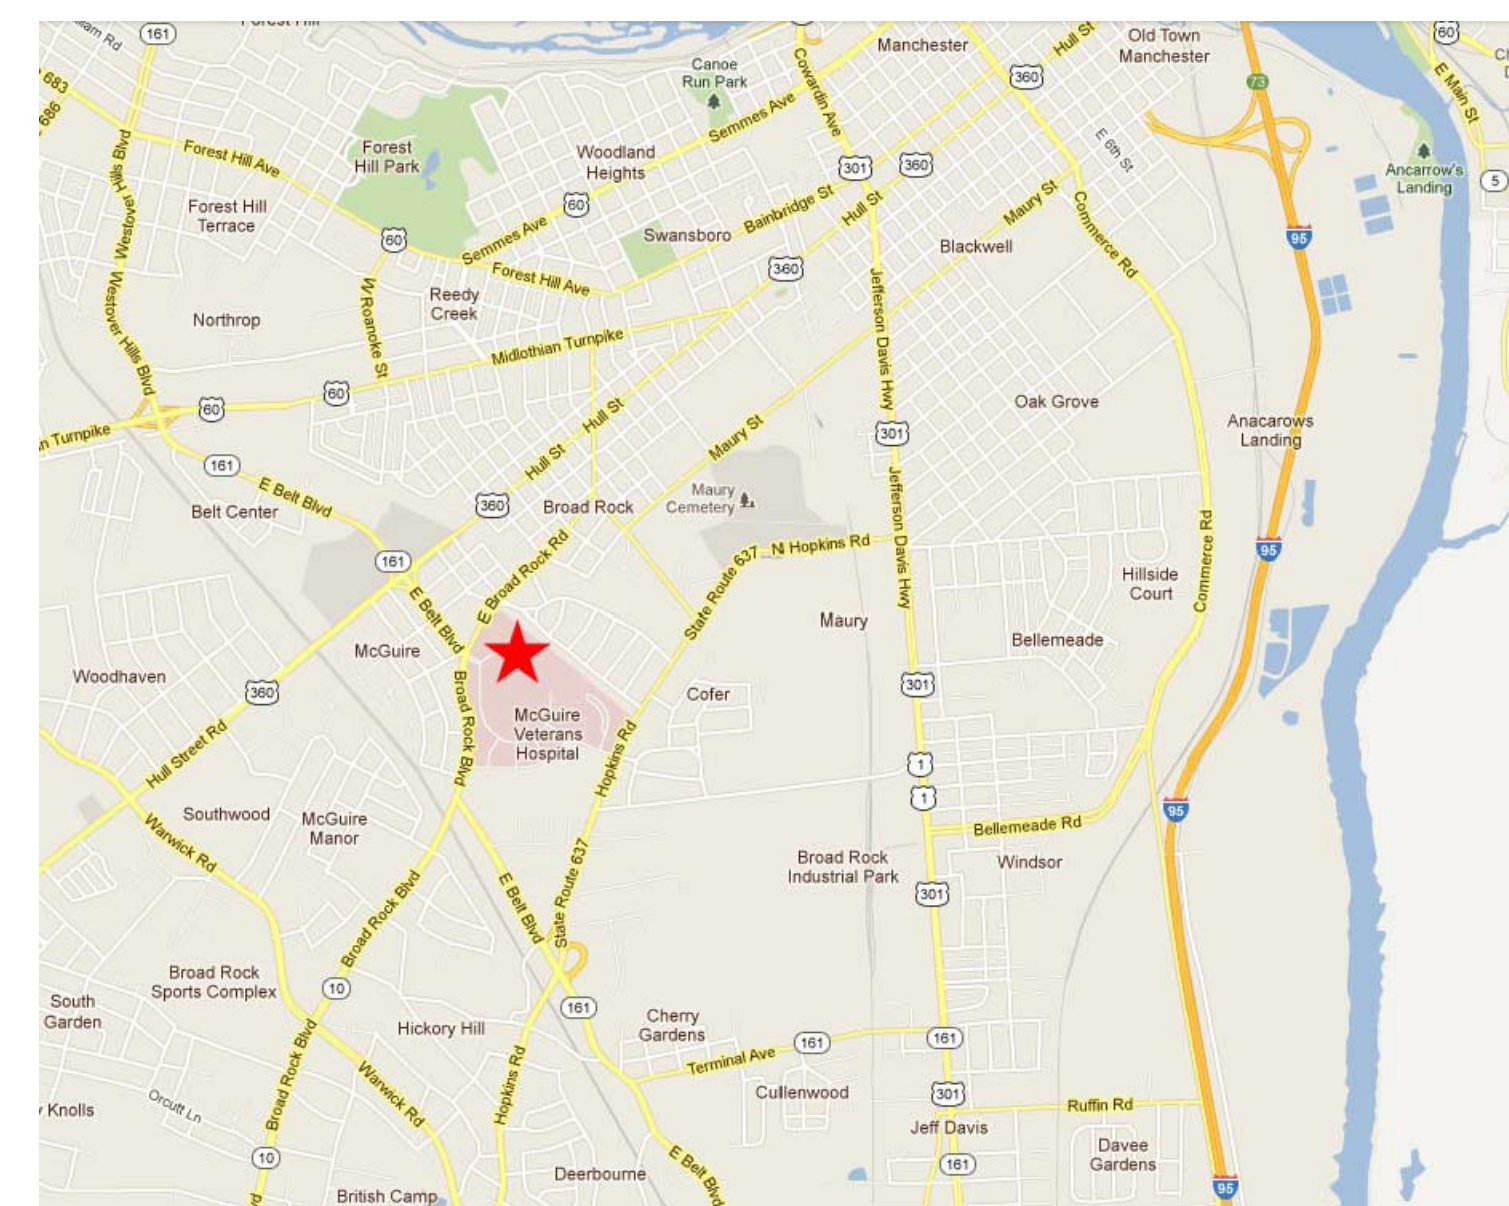 Forest Hill
161
60
Old Town
Manchester
Manchester
Hull St
360
73
E Main St
683
686
Canoe
Run Park
Cowardin Ave
Semmes Ave
Forest
Hill Park
Forest Hill Ave
Westover Hills Blvd
Woodland
Heights
E 6th St
Ancarrow's
Landing
5
301
360
60
Bainbridge St
Hull St
Maury St
Forest Hill
Terrace
Swansboro
Blackwell
Commerce Rd
95
60
Semmes Ave
Forest Hill Ave
360
Westover Hills Blvd
W Roanoke St
Reedy
Creek
Northrop
Jefferson Davis Hwy
Midlothian Turnpike
60
60
Oak Grove
Anacarows
Landing
Hull St
Maury St
301
n Turnpike
161
E Belt Blvd
Hull St
Belt Center
360
Broad Rock
Maury
Cemetery
Jefferson Davis Hwy
Commerce Rd
95
161
E Broad Rock Rd
State Route 637
N Hopkins Rd
Hillside
Court
E Belt Blvd
Maury
Bellemeade
McGuire
Woodhaven
360
Broad Rock Blvd
McGuire
Veterans
Hospital
Cofer
301
Hull Street Rd
Hopkins Rd
1
1
95
Southwood
McGuire
Manor
Warwick Rd
Bellemeade Rd
Broad Rock
Industrial Park
Windsor
301
E Belt Blvd
State Route 637
Broad Rock Blvd
Broad Rock
Sports Complex
10
South
Garden
161
Hickory Hill
Cherry
Gardens
161
161
Terminal Ave
Broad Rock Blvd
Hopkins Rd
Warwick Rd
Cullenwood
301
Orcutt Ln
y Knolls
Ruffin Rd
Jeff Davis
Davee
Gardens
10
Deerbourne
E Belt Blvd
161
95
British Camp